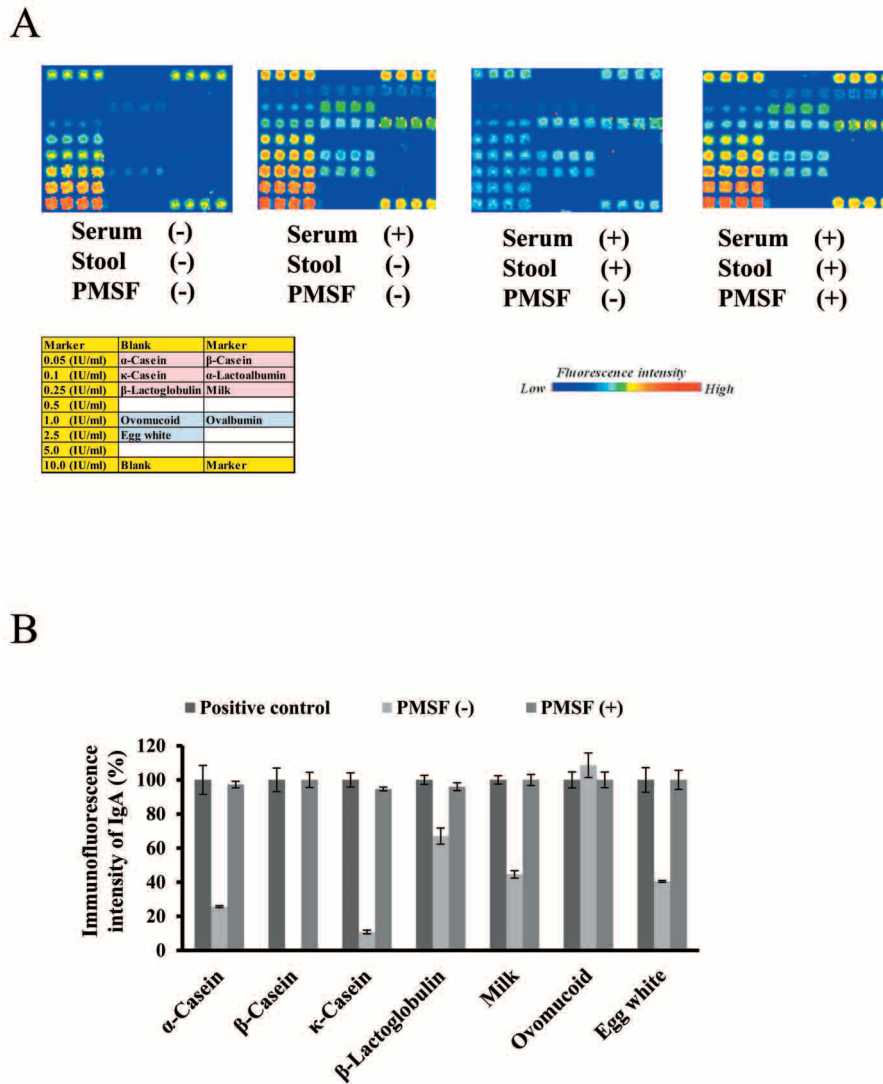 A
Serum (-)
Stool (-)
PMSF (-)
Serum (+)
Stool (-)
PMSF (-)
Serum (+)
Stool (+)
PMSF (-)
Serum (+)
Stool (+)
PMSF (+)
Marker Blank Marker
0.05 (IU/ml) α-Casein β-Casein
0.1 (IU/ml) κ-Casein α-Lactoalbumin
0.25 (IU/ml) β-Lactoglobulin Milk
0.5 (IU/ml)
1.0 (IU/ml) Ovomucoid Ovalbumin
2.5 (IU/ml) Egg white
5.0 (IU/ml)
10.0 (IU/ml) Blank Marker
Fluorescence intensity
Low High
B
Positive control PMSF (-) PMSF (+)
Immunofluorescence
intensity of IgA (%)
120
100
80
60
40
20
0
α-Casein
β-Casein
κ-Casein
β-Lactoglobulin
Milk
Ovomucoid
Egg white